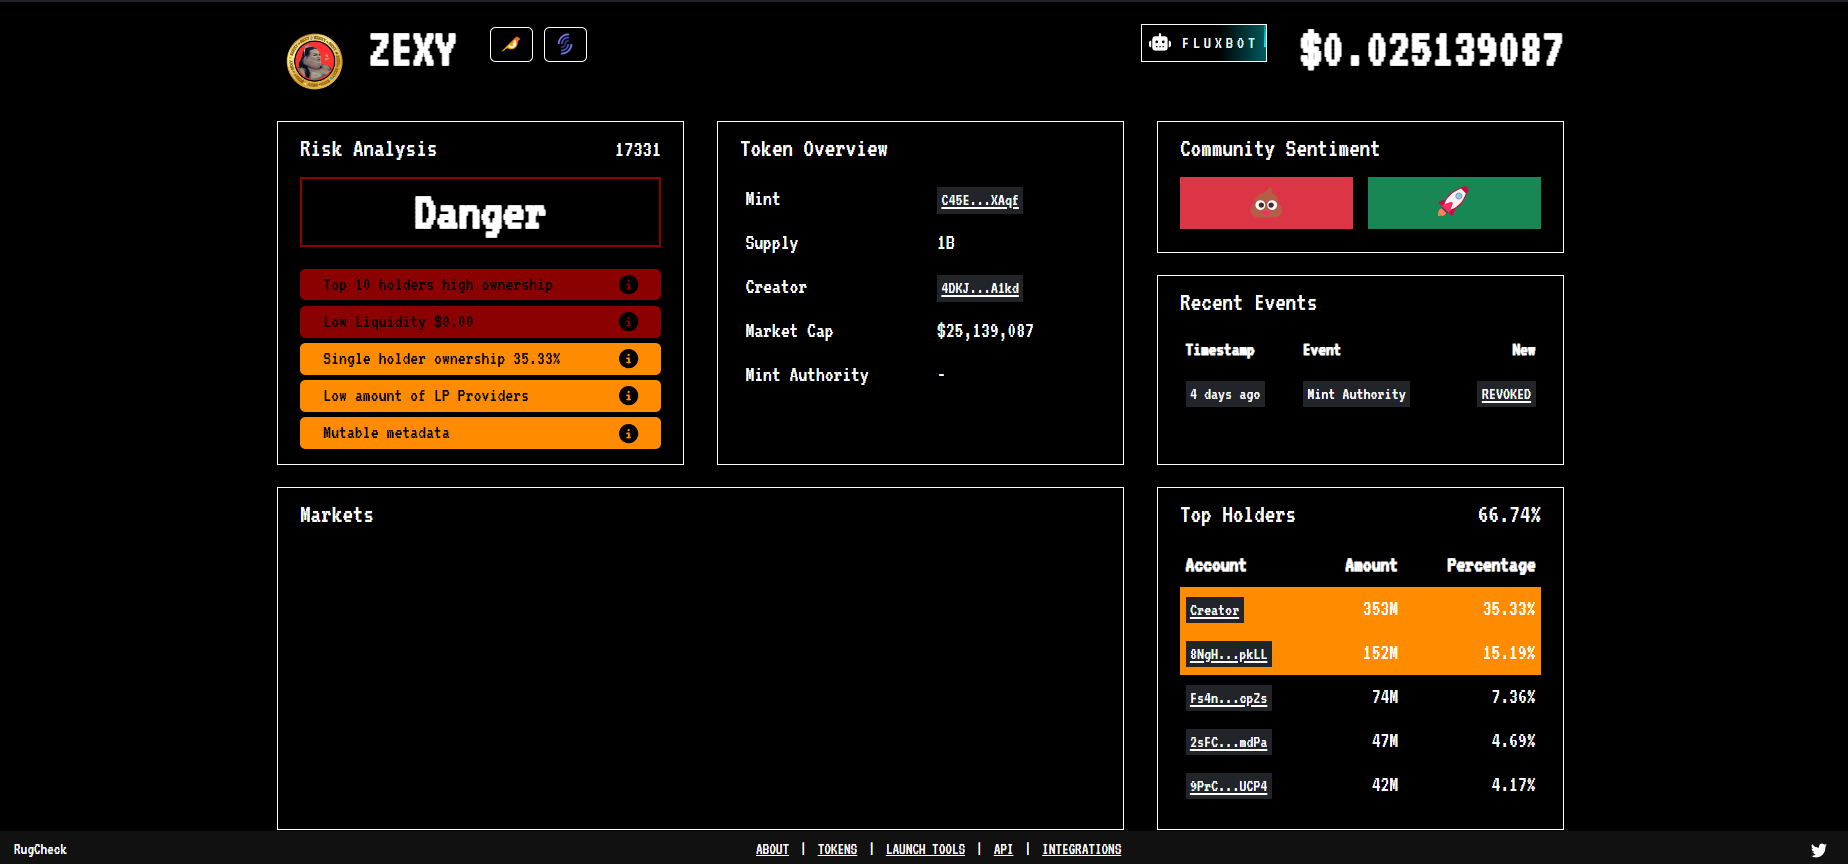 ZEXY
FLUXBOT
$0.025139087
Risk Analysis 17331
Danger
Top 10 holders high ownership
Low Liquidity $0.00
Single holder ownership 35.33%
Low amount of LP Providers
Mutable metadata
Token Overview
Mint C45E...XAqf
Supply 1B
Creator 4DKJ...A1kd
Market Cap $25,139,087
Mint Authority -
Community Sentiment
Recent Events
Timestamp Event New
4 days ago Mint Authority REVOKED
Markets
Top Holders 66.74%
Account Amount Percentage
Creator 353M 35.33%
8NgH...pkLL 152M 15.19%
Fs4n...opZs 74M 7.36%
2sFC...mdPa 47M 4.69%
9PrC...UCP4 42M 4.17%
RugCheck
ABOUT | TOKENS | LAUNCH TOOLS | API | INTEGRATIONS